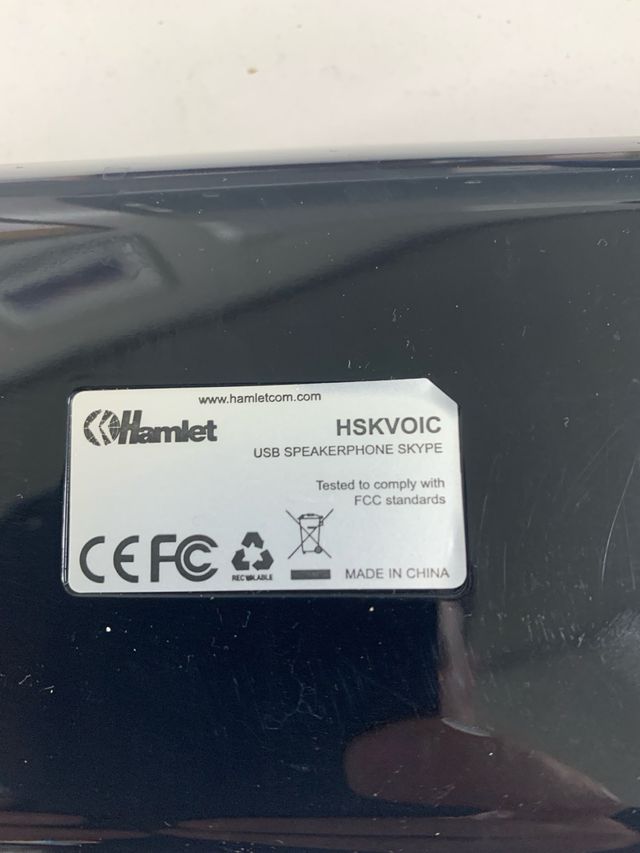 www.hamletcom.com
Hamlet
HSKVOIC
USB SPEAKERPHONE SKYPE
Tested to comply with
FCC standards
CE FC
RECYCLABLE
MADE IN CHINA